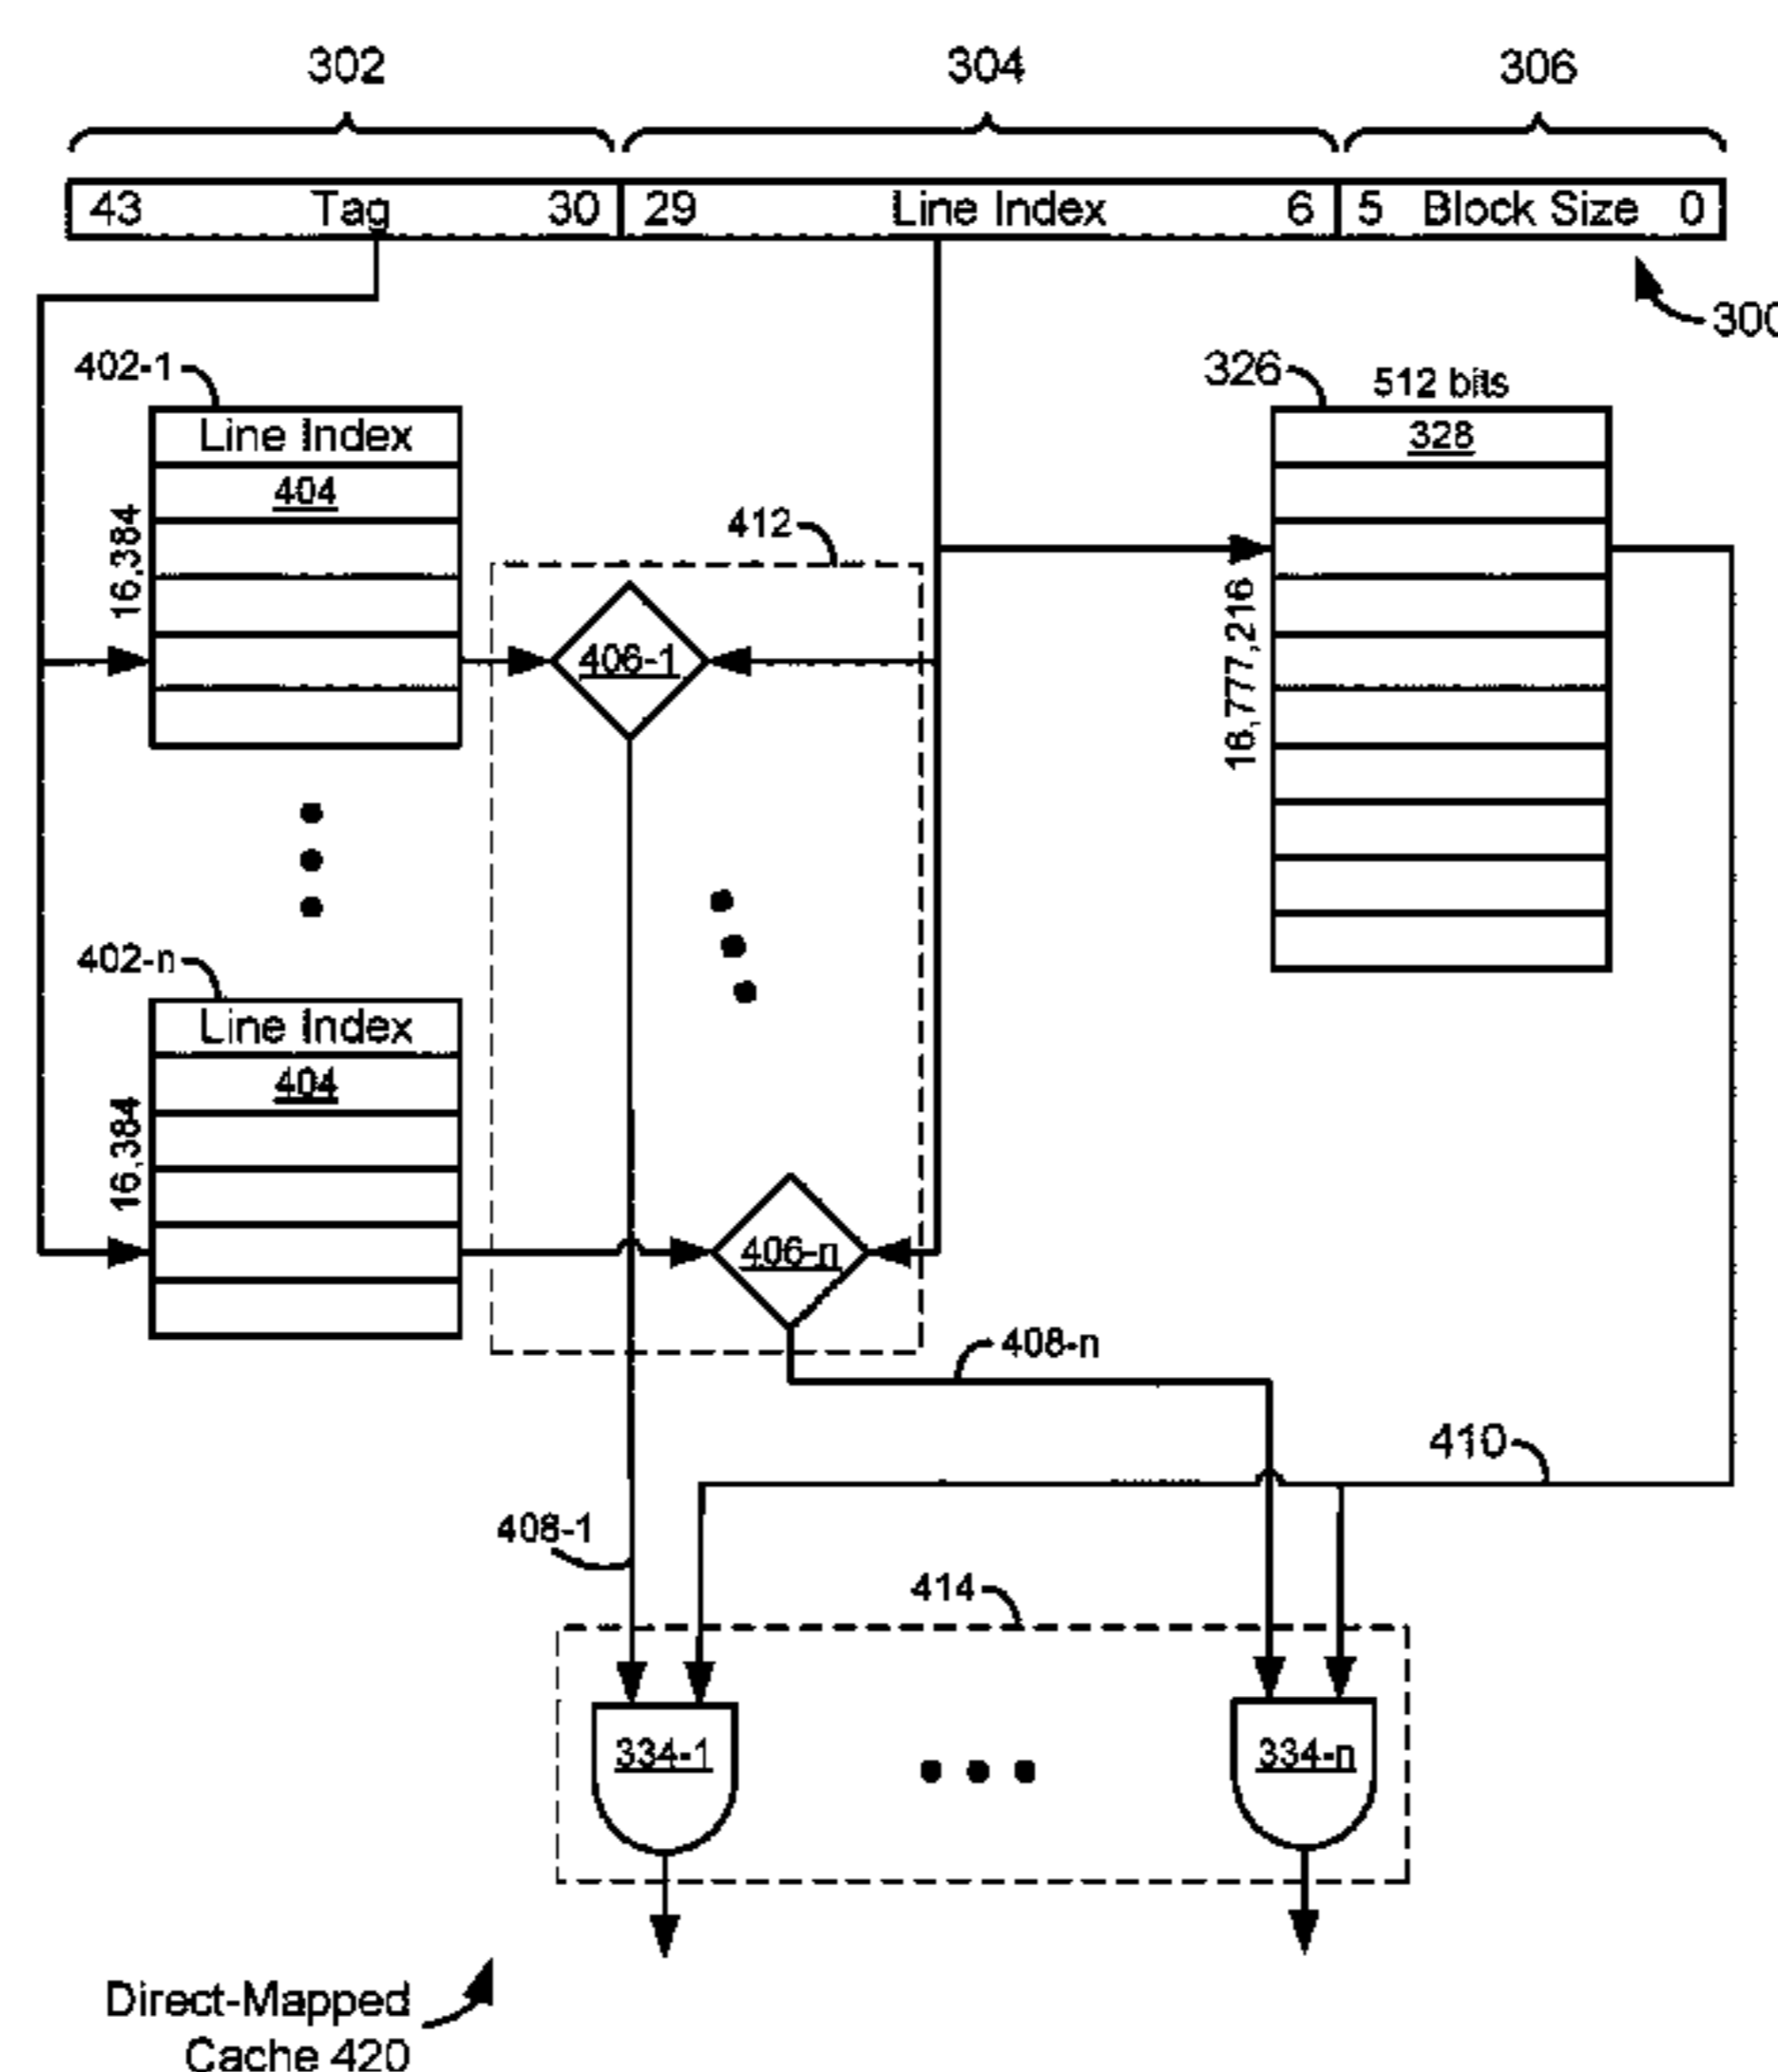 302 304 306
43 Tag 30 29 Line Index 6 5 Block Size 0
300
402-1
326 512 bits
Line Index
328
404
16,384
412
406-1
16,777,216
402-n
Line Index
404
16,384
406-n
408-n
410
408-1
414
334-1
334-n
Direct-Mapped
Cache 420